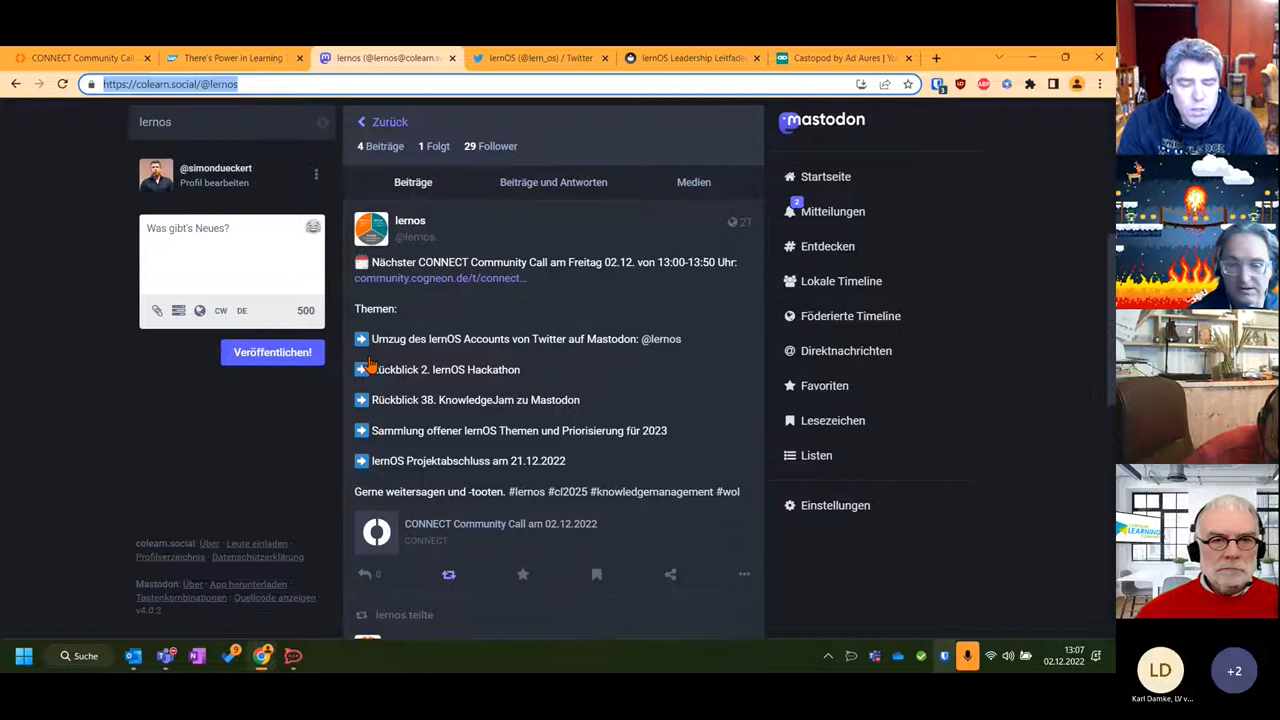 CONNECT Community Call
There's Power in Learning T
lernos (@lernos@colearn.s
lernOS (@lern_os) / Twitter
lernOS Leadership Leitfade
Castopod by Ad Aures | Yo
https://colearn.social/@lernos
lernos
@simondueckert
Profil bearbeiten
Was gibt's Neues?
CW DE 500
Veröffentlichen!
colearn.social: Über · Leute einladen ·
Profilverzeichnis · Datenschutzerklärung
Mastodon: Über · App herunterladen ·
Tastenkombinationen · Quellcode anzeigen ·
v4.0.2
Zurück
4 Beiträge 1 Folgt 29 Follower
Beiträge Beiträge und Antworten Medien
lernos
@lernos
2T
Nächster CONNECT Community Call am Freitag 02.12. von 13:00-13:50 Uhr:
community.cogneon.de/t/connect...
Themen:
Umzug des lernOS Accounts von Twitter auf Mastodon: @lernos
ückblick 2. lernOS Hackathon
Rückblick 38. KnowledgeJam zu Mastodon
Sammlung offener lernOS Themen und Priorisierung für 2023
lernOS Projektabschluss am 21.12.2022
Gerne weitersagen und -tooten. #lernos #cl2025 #knowledgemanagement #wol
CONNECT Community Call am 02.12.2022
CONNECT
0
lernos teilte
mastodon
Startseite
2
Mitteilungen
Entdecken
Lokale Timeline
Föderierte Timeline
Direktnachrichten
Favoriten
Lesezeichen
Listen
Einstellungen
Suche
13:07
02.12.2022
CORPORATE
LEARNING
LD
Karl Damke, LV v...
+2